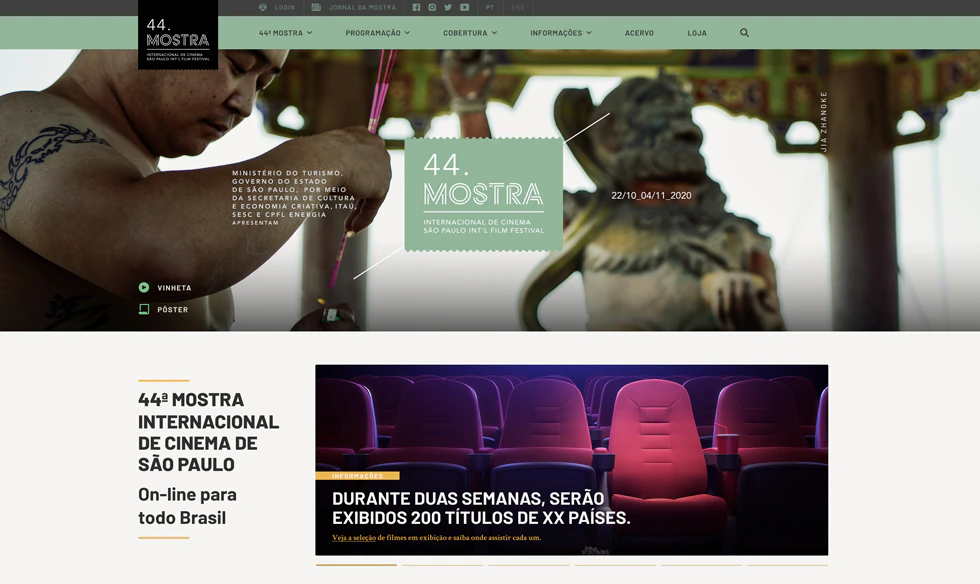 LOGIN
JORNAL DA MOSTRA
PT
ENG
44.
MOSTRA
INTERNACIONAL DE CINEMA
SÃO PAULO INT'L FILM FESTIVAL
44ª MOSTRA
PROGRAMAÇÃO
COBERTURA
INFORMAÇÕES
ACERVO
LOJA
JIA ZHANGKE
MINISTÉRIO DO TURISMO,
GOVERNO DO ESTADO
DE SÃO PAULO, POR MEIO
DA SECRETARIA DE CULTURA
E ECONOMIA CRIATIVA, ITAÚ,
SESC E CPFL ENERGIA
APRESENTAM
44.
MOSTRA
INTERNACIONAL DE CINEMA
SÃO PAULO INT'L FILM FESTIVAL
22/10_04/11_2020
VINHETA
PÔSTER
44ª MOSTRA
INTERNACIONAL
DE CINEMA DE
SÃO PAULO
On-line para
todo Brasil
INFORMAÇÕES
DURANTE DUAS SEMANAS, SERÃO
EXIBIDOS 200 TÍTULOS DE XX PAÍSES.
Veja a seleção de filmes em exibição e saiba onde assistir cada um.